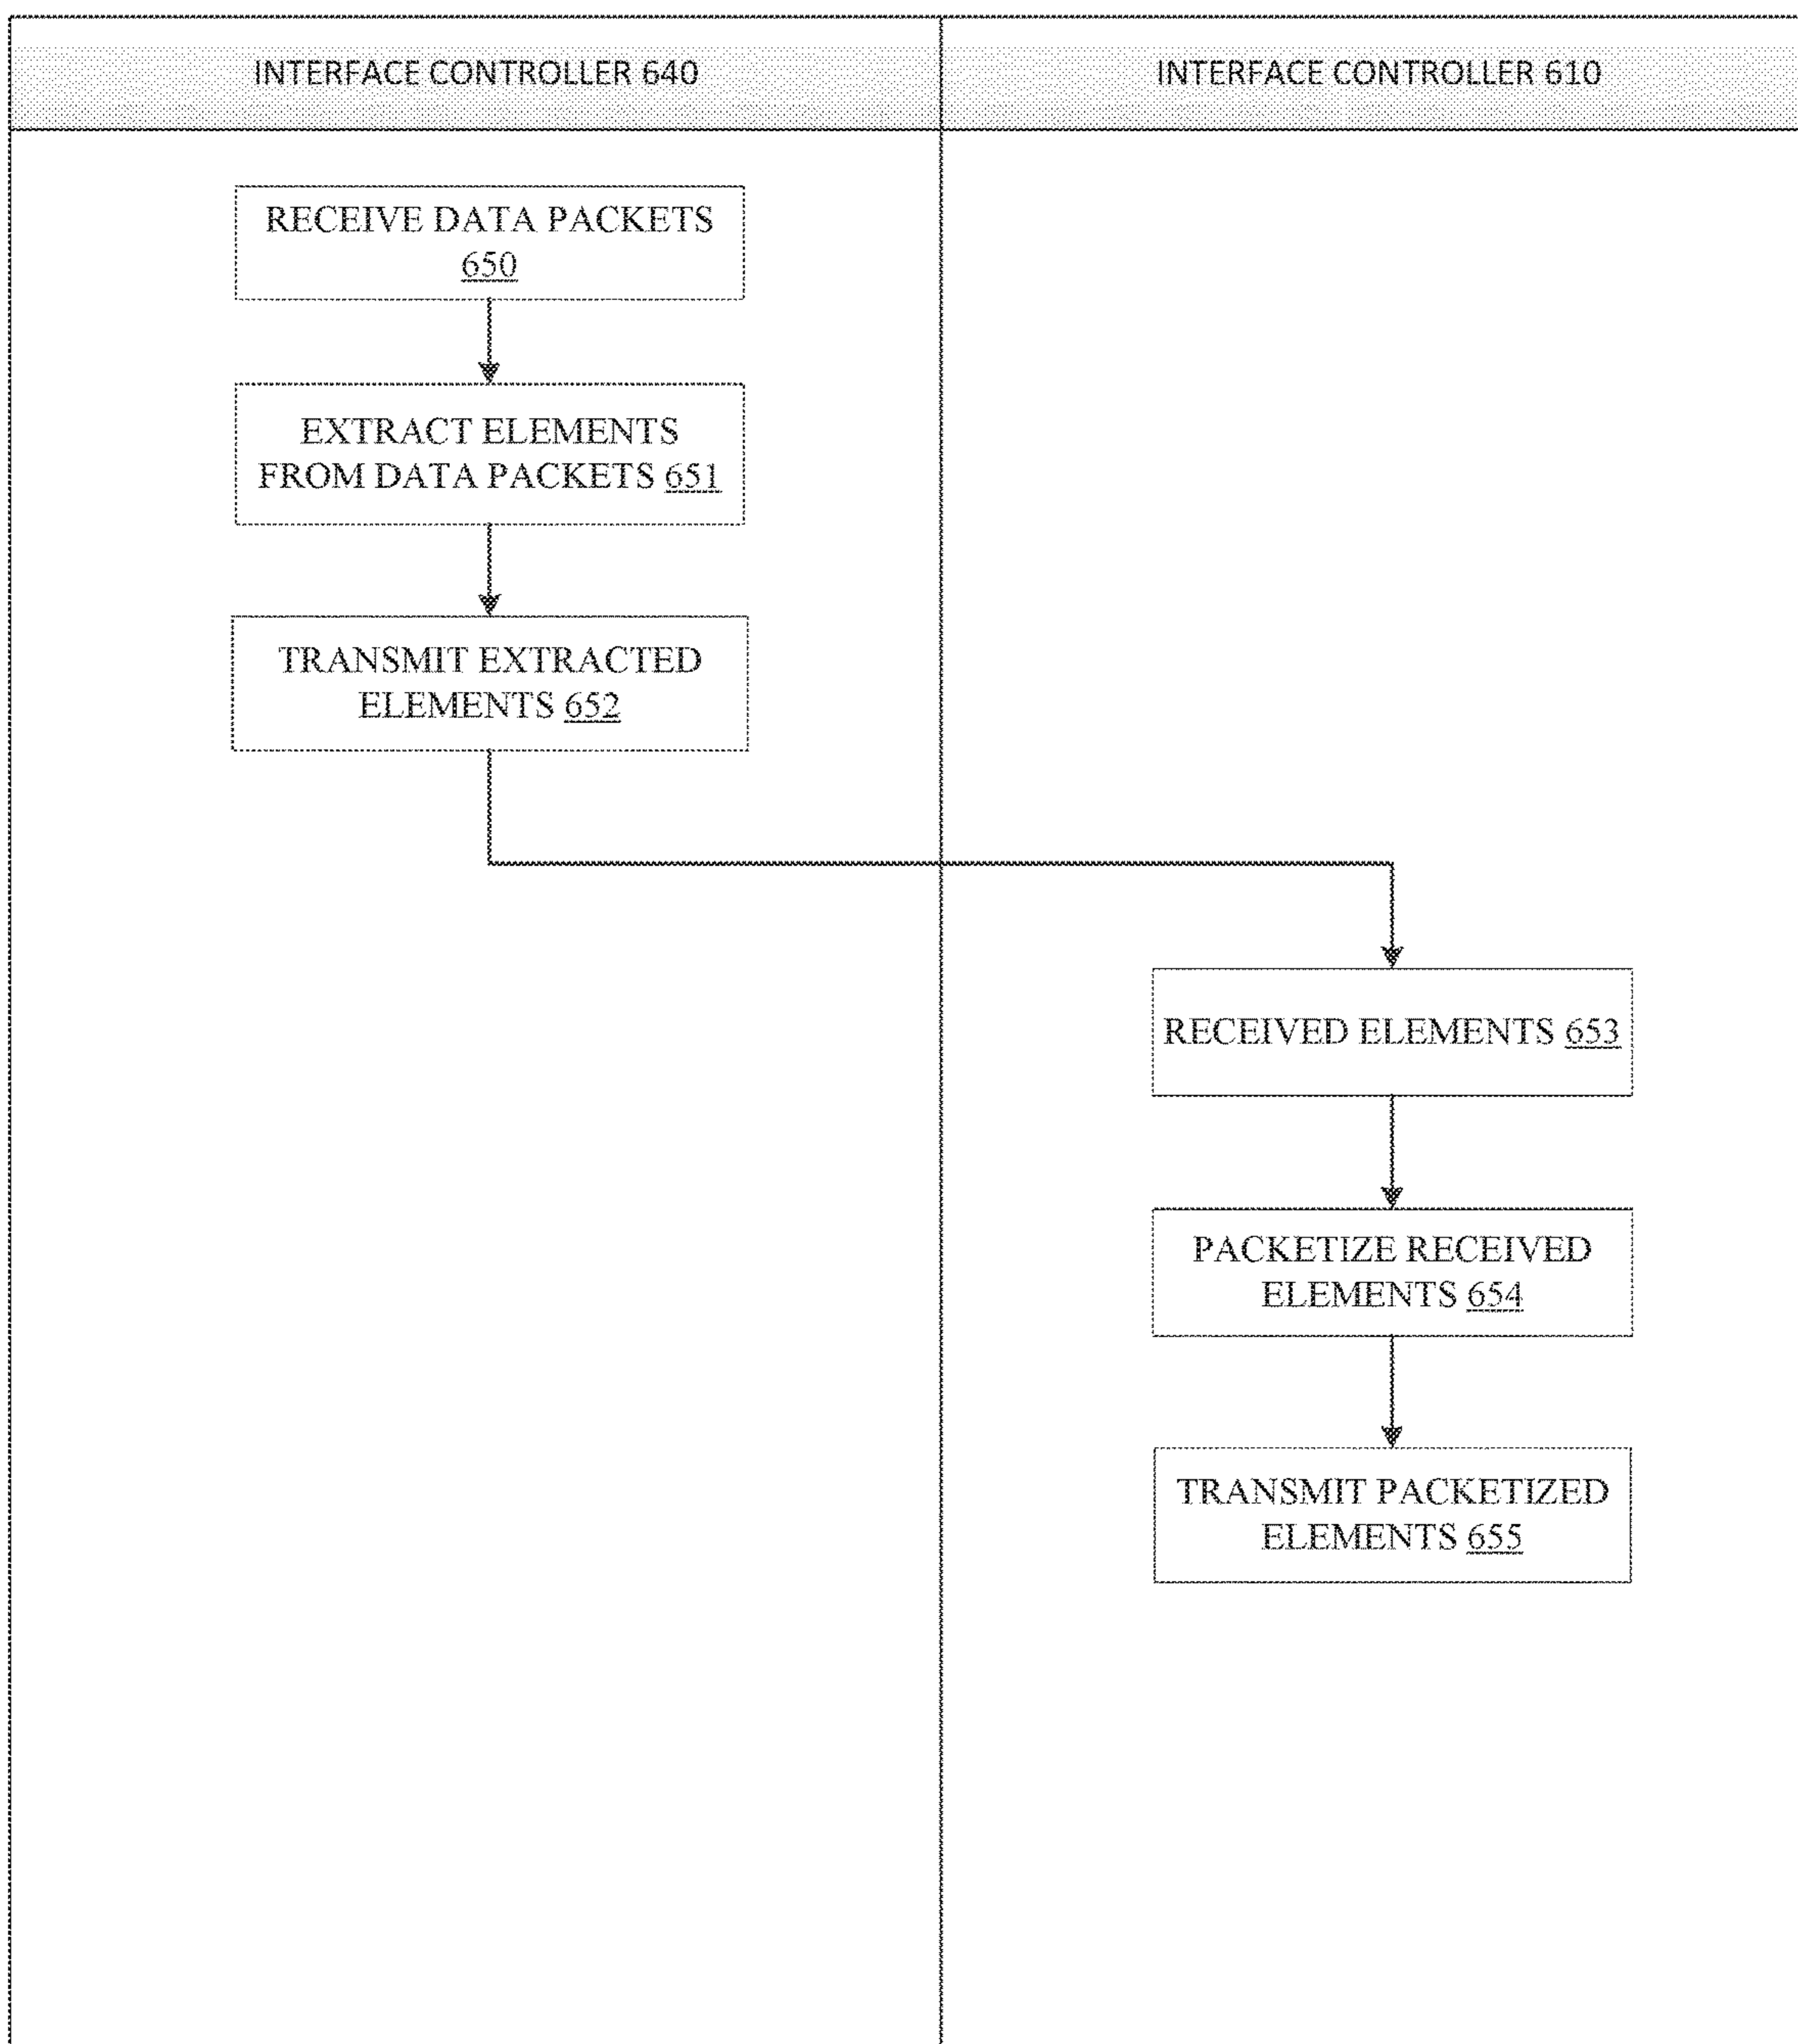 INTERFACE CONTROLLER 640
INTERFACE CONTROLLER 610
RECEIVE DATA PACKETS
650
EXTRACT ELEMENTS
FROM DATA PACKETS 651
TRANSMIT EXTRACTED
ELEMENTS 652
RECEIVED ELEMENTS 653
PACKETIZE RECEIVED
ELEMENTS 654
TRANSMIT PACKETIZED
ELEMENTS 655